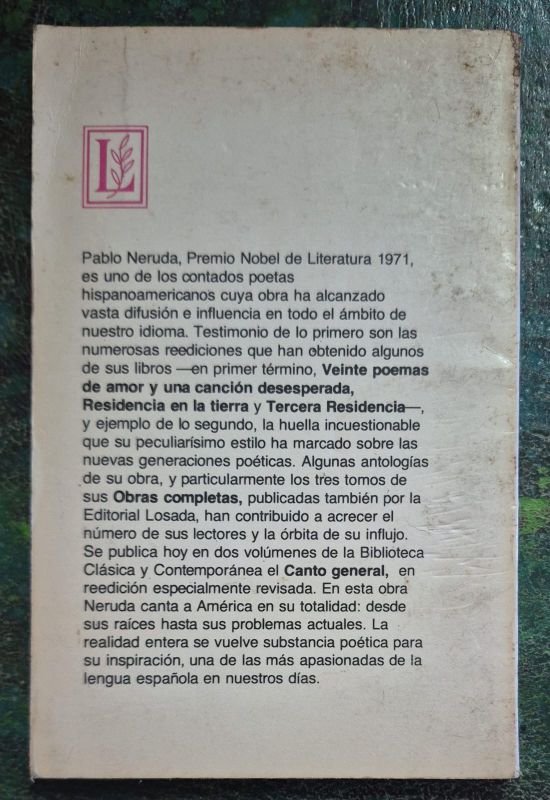 L
Pablo Neruda, Premio Nobel de Literatura 1971,
es uno de los contados poetas
hispanoamericanos cuya obra ha alcanzado
vasta difusión e influencia en todo el ámbito de
nuestro idioma. Testimonio de lo primero son las
numerosas reediciones que han obtenido algunos
de sus libros —en primer término, Veinte poemas
de amor y una canción desesperada,
Residencia en la tierra y Tercera Residencia—,
y ejemplo de lo segundo, la huella incuestionable
que su peculiarísimo estilo ha marcado sobre las
nuevas generaciones poéticas. Algunas antologías
de su obra, y particularmente los tres tomos de
sus Obras completas, publicadas también por la
Editorial Losada, han contribuido a acrecer el
número de sus lectores y la órbita de su influjo.
Se publica hoy en dos volúmenes de la Biblioteca
Clásica y Contemporánea el Canto general, en
reedición especialmente revisada. En esta obra
Neruda canta a América en su totalidad: desde
sus raíces hasta sus problemas actuales. La
realidad entera se vuelve substancia poética para
su inspiración, una de las más apasionadas de la
lengua española en nuestros días.